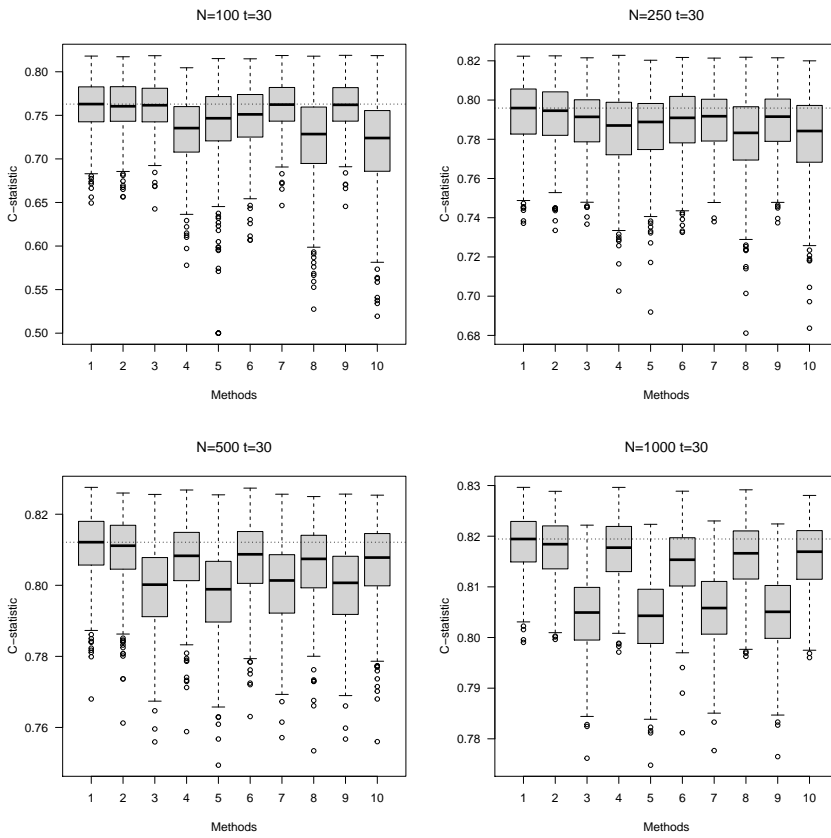 N=100 t=30
C−statistic
0.80
0.75
0.70
0.65
0.60
0.55
0.50
1 2 3 4 5 6 7 8 9 10
Methods
N=250 t=30
C−statistic
0.82
0.80
0.78
0.76
0.74
0.72
0.70
0.68
1 2 3 4 5 6 7 8 9 10
Methods
N=500 t=30
C−statistic
0.82
0.80
0.78
0.76
1 2 3 4 5 6 7 8 9 10
Methods
N=1000 t=30
C−statistic
0.83
0.82
0.81
0.80
0.79
0.78
1 2 3 4 5 6 7 8 9 10
Methods